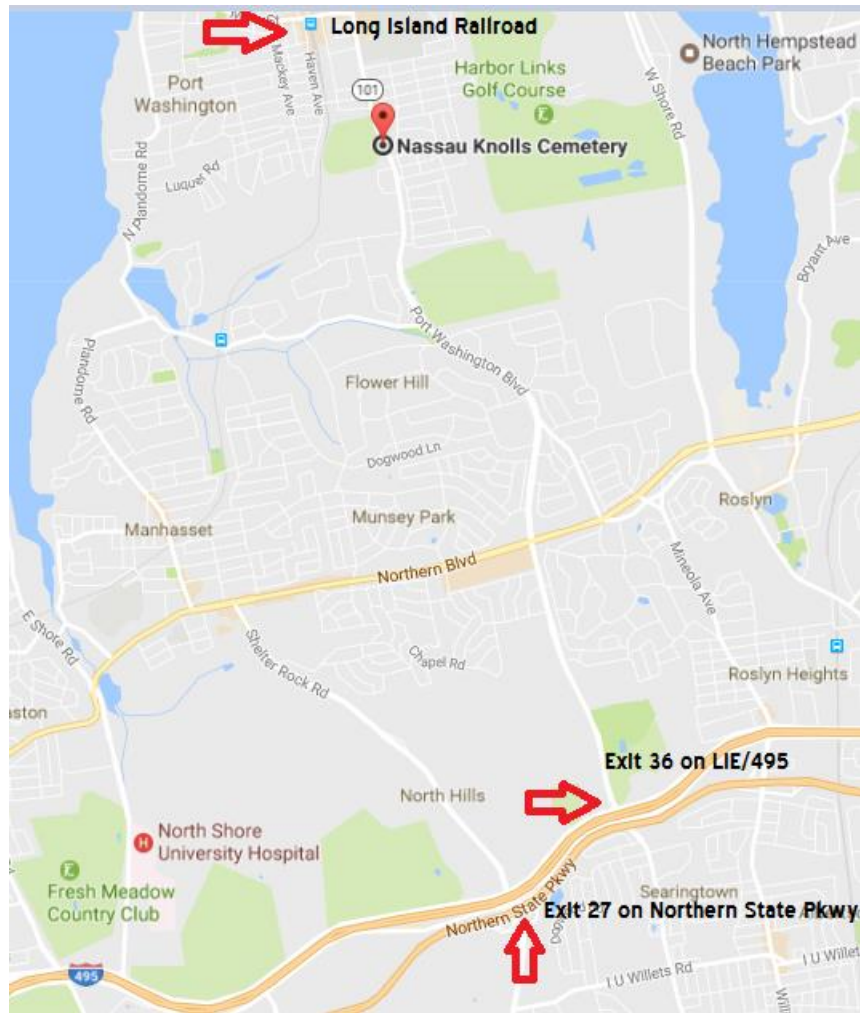 Long Island Railroad
North Hempstead
Beach Park
Mackey Ave
Haven Ave
Port
Washington
Harbor Links
Golf Course
W Shore Rd
101
Nassau Knolls Cemetery
Luquer Rd
N Plandome Rd
Bryant Ave
Port Washington Blvd
Plandome Rd
Flower Hill
Dogwood Ln
Munsey Park
Roslyn
Manhasset
Northern Blvd
Mineola Ave
E Shore Rd
Shelter Rock Rd
Chapel Rd
Roslyn Heights
aston
Exit 36 on LIE/495
North Hills
North Shore
University Hospital
H
Fresh Meadow
Country Club
Searingtown
Northern State Pkwy
Exit 27 on Northern State Pkwy
I U Willets Rd
I U Willet
495